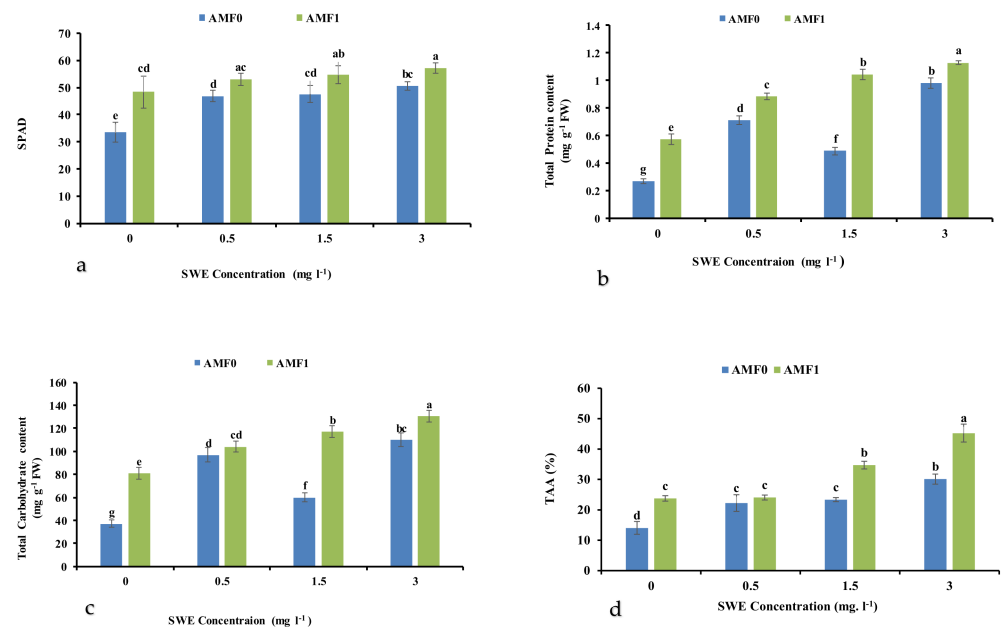 AMF0 AMF1
70
60
50
40
30
20
10
0
SPAD
e cd d ac cd ab bc a
0 0.5 1.5 3
SWE Concentration (mg l-1)
a
AMF0 AMF1
1.4
1.2
1
0.8
0.6
0.4
0.2
0
Total Protein content
(mg g-1 FW)
g e d c f b b a
0 0.5 1.5 3
SWE Concentraion (mg l-1)
b
AMF0 AMF1
160
140
120
100
80
60
40
20
0
Total Carbohydrate content
(mg g-1 FW)
g e d cd f b bc a
0 0.5 1.5 3
SWE Concentraion (mg l-1)
c
AMF0 AMF1
60
50
40
30
20
10
0
TAA (%)
d c c c c b b a
0 0.5 1.5 3
SWE Concentration (mg. l-1)
d